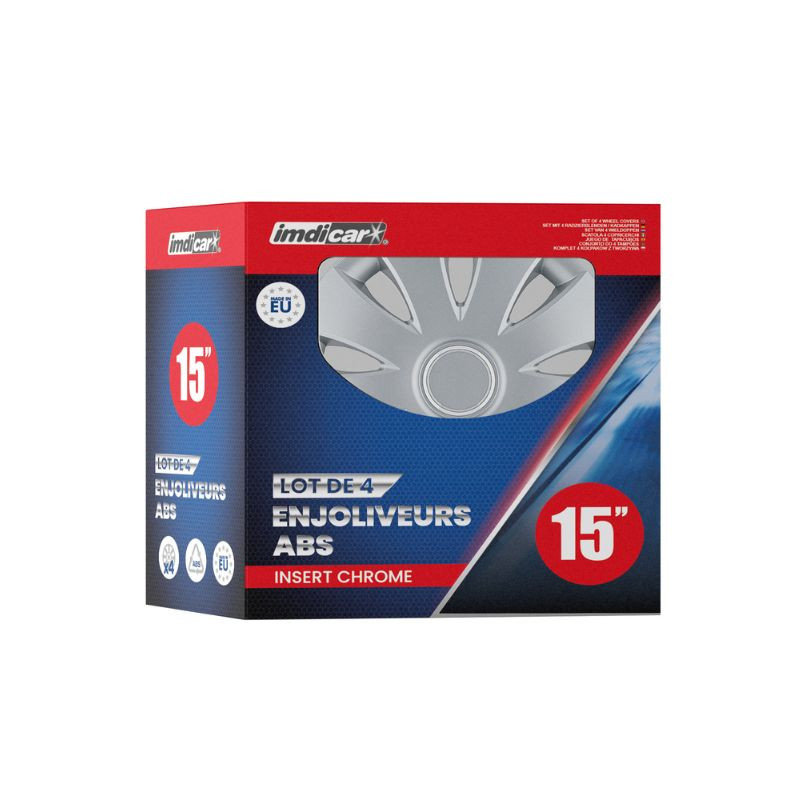 imdicar
15"
LOT DE 4
ENJOLIVEURS
ABS
x4
ABS
EU
imdicar
SET OF 4 WHEEL COVERS
SET MIT 4 RADZIERBLENDEN / RADKAPPEN
SET VAN 4 WIELDOPPEN
SCATOLA 4 COPRICERCHI
JUEGO DE TAPACUBOS
CONJUNTO DO 4 TAMPÕES
KOMPLET 4 KOŁPAKÓW Z TWORZYWA
MADE IN
EU
LOT DE 4
ENJOLIVEURS
ABS
INSERT CHROME
15"